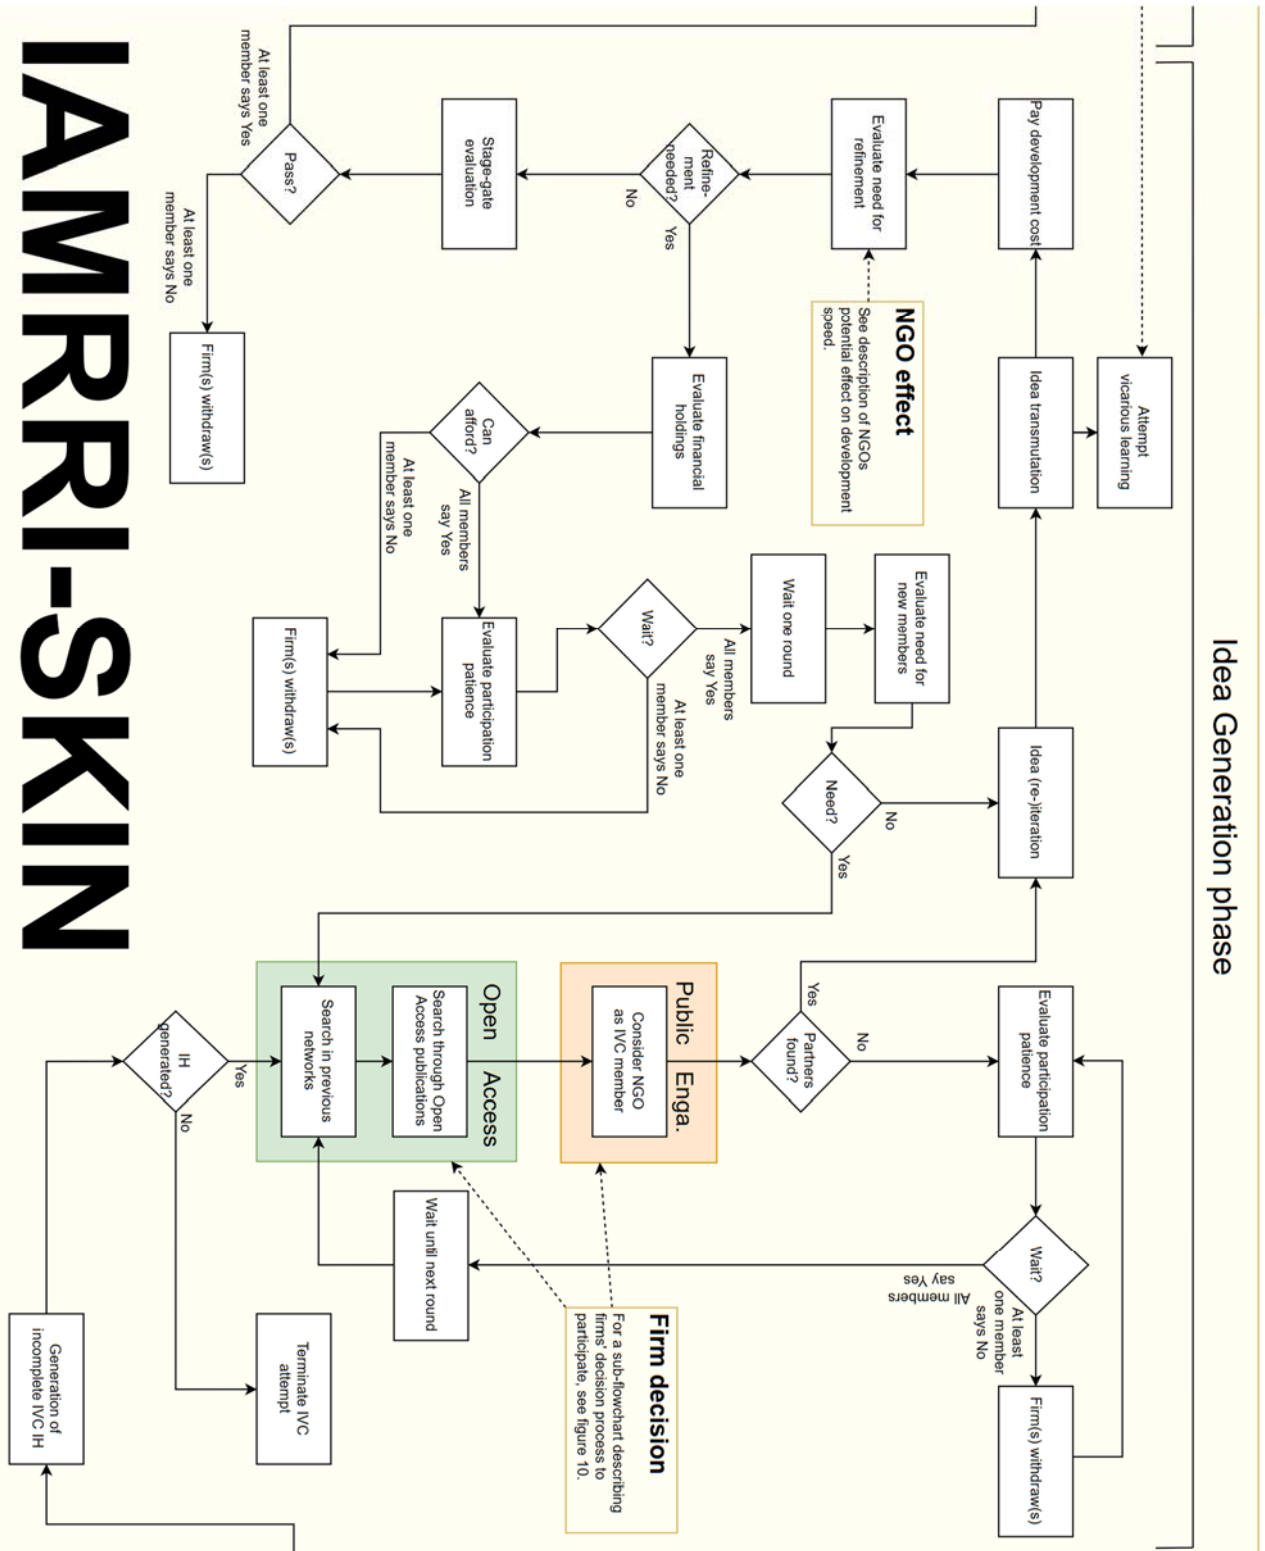 Idea Generation phase
Attempt
vicarious learning
Pay development cost
Idea transmutation
Idea (re-)iteration
Evaluate participation
patience
Wait?
At least
one member
says No
Firm(s) withdraw(s)
All members
say Yes
Evaluate need for
refinement
NGO effect
See description of NGOs
potential effect on development
speed.
Evaluate need for
new members
No
Need?
Yes
No
Partners
found?
Yes
Wait one round
All members
say Yes
Refine-
ment
needed?
Yes
No
Evaluate financial
holdings
Wait?
At least one
member says No
Public Enga.
Consider NGO
as IVC member
Firm decision
For a sub-flowchart describing
firms' decision process to
participate, see figure 10.
Stage-gate
evaluation
Can
afford?
All members
say Yes
At least one
member says No
Evaluate participation
patience
Open Access
Search through Open
Access publications
Wait until next round
Search in previous
networks
Pass?
At least one
member says Yes
At least one
member says No
Firm(s) withdraw(s)
Firm(s) withdraw(s)
Yes
IH
generated?
No
Terminate IVC
attempt
Generation of
incomplete IVC IH
IAMRRI-SKIN